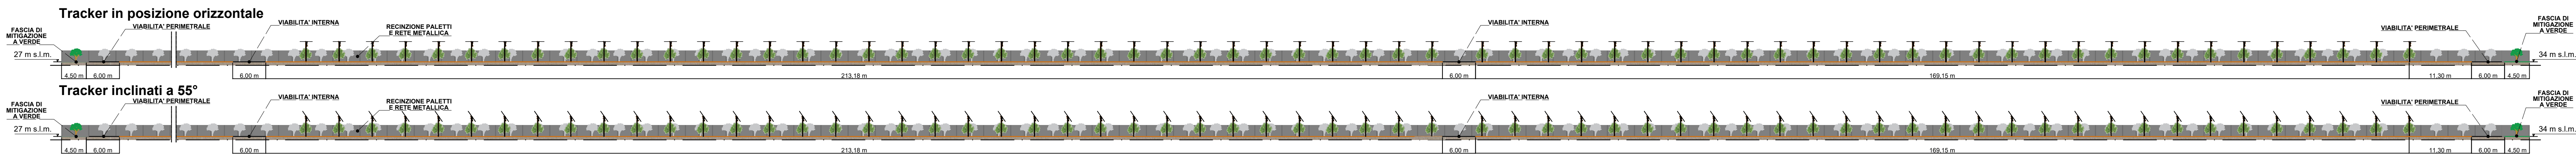 Tracker in posizione orizzontale
FASCIA DI
MITIGAZIONE
A VERDE
VIABILITA' PERIMETRALE
VIABILITA' INTERNA
RECINZIONE PALETTI
E RETE METALLICA
VIABILITA' INTERNA
VIABILITA' PERIMETRALE
FASCIA DI
MITIGAZIONE
A VERDE
27 m s.l.m.
34 m s.l.m.
4,50 m
6,00 m
6,00 m
213,18 m
6,00 m
169,15 m
11,30 m
6,00 m
4,50 m
Tracker inclinati a 55°
FASCIA DI
MITIGAZIONE
A VERDE
VIABILITA' PERIMETRALE
VIABILITA' INTERNA
RECINZIONE PALETTI
E RETE METALLICA
VIABILITA' INTERNA
VIABILITA' PERIMETRALE
FASCIA DI
MITIGAZIONE
A VERDE
27 m s.l.m.
34 m s.l.m.
4,50 m
6,00 m
6,00 m
213,18 m
6,00 m
169,15 m
11,30 m
6,00 m
4,50 m